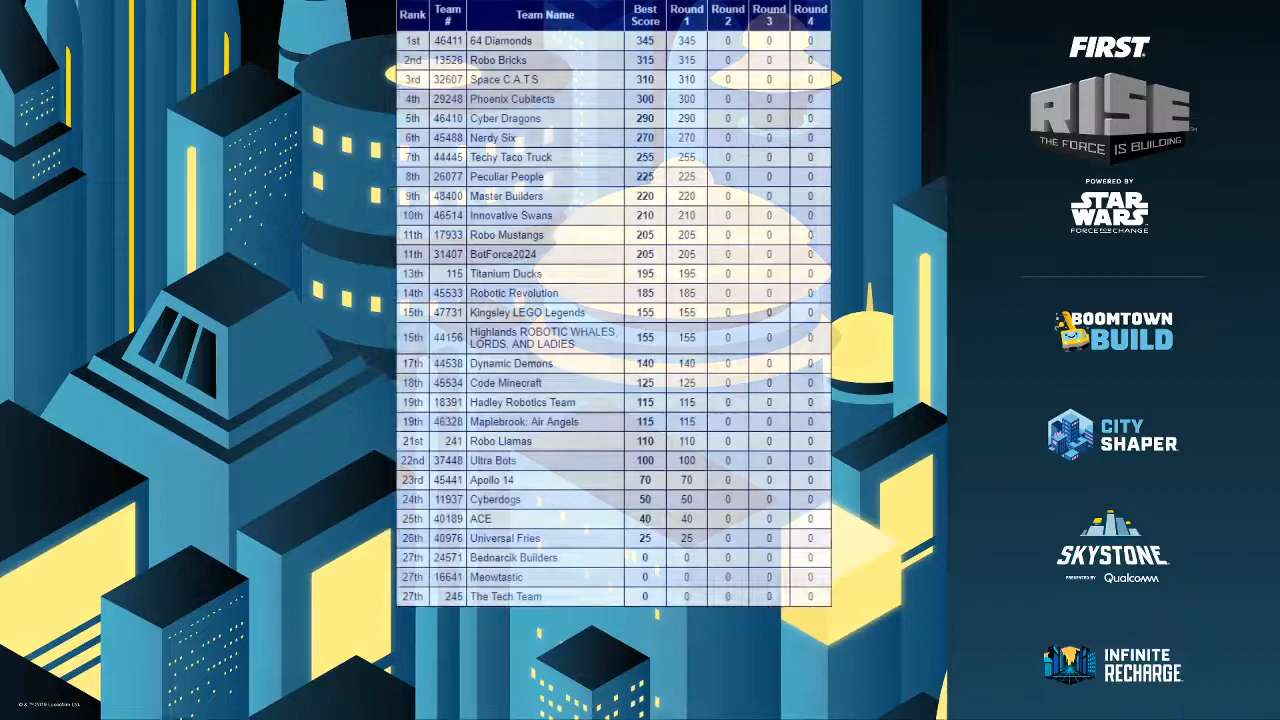 Rank Team # Team Name Best Score Round 1 Round 2 Round 3 Round 4
1st 46411 64 Diamonds 345 345 0 0 0
2nd 13526 Robo Bricks 315 315 0 0 0
3rd 32607 Space C.A.T.S 310 310 0 0 0
4th 29248 Phoenix Cubitects 300 300 0 0 0
5th 46410 Cyber Dragons 290 290 0 0 0
6th 45488 Nerdy Six 270 270 0 0 0
7th 44445 Techy Taco Truck 255 255 0 0 0
8th 26077 Peculiar People 225 225 0 0 0
9th 48400 Master Builders 220 220 0 0 0
10th 46514 Innovative Swans 210 210 0 0 0
11th 17933 Robo Mustangs 205 205 0 0 0
11th 31407 BotForce2024 205 205 0 0 0
13th 115 Titanium Ducks 195 195 0 0 0
14th 45533 Robotic Revolution 185 185 0 0 0
15th 47731 Kingsley LEGO Legends 155 155 0 0 0
15th 44156 Highlands ROBOTIC WHALES, LORDS, AND LADIES 155 155 0 0 0
17th 44538 Dynamic Demons 140 140 0 0 0
18th 45534 Code Minecraft 125 125 0 0 0
19th 18391 Hadley Robotics Team 115 115 0 0 0
19th 46328 Maplebrook: Air Angels 115 115 0 0 0
21st 241 Robo Llamas 110 110 0 0 0
22nd 37448 Ultra Bots 100 100 0 0 0
23rd 45441 Apollo 14 70 70 0 0 0
24th 11937 Cyberdogs 50 50 0 0 0
25th 40189 ACE 40 40 0 0 0
26th 40976 Universal Fries 25 25 0 0 0
27th 24571 Bednarcik Builders 0 0 0 0 0
27th 16641 Meowtastic 0 0 0 0 0
27th 245 The Tech Team 0 0 0 0 0
FIRST
RISE
THE FORCE IS BUILDING
POWERED BY
STAR
WARS
FORCE FOR CHANGE
BOOMTOWN
BUILD
CITY
SHAPER
SKYSTONE
PRESENTED BY Qualcomm
INFINITE
RECHARGE
© & ™ 2019 Lucasfilm Ltd.